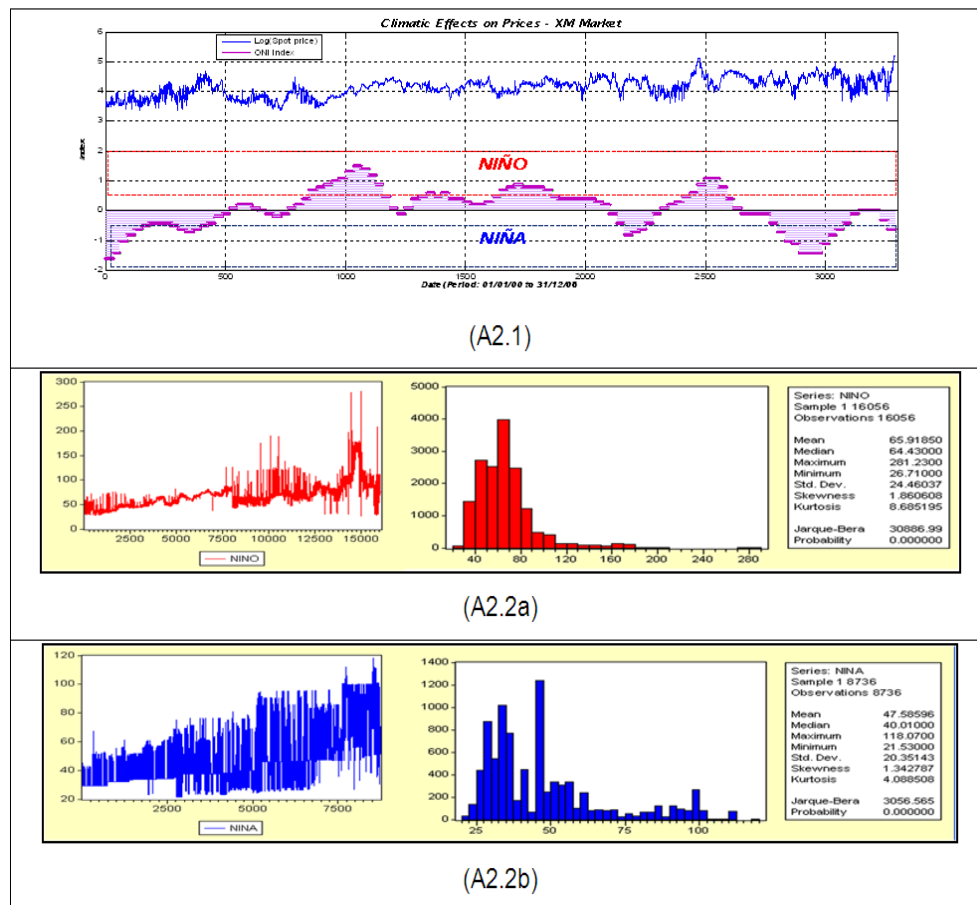 Climatic Effects on Prices - XM Market
Log(Spot price)
ONI Index
6
5
4
3
2
1
0
-1
-2
Index
NIÑO
NIÑA
0 500 1000 1500 2000 2500 3000
Date (Period: 01/01/00 to 31/12/08
(A2.1)
300
250
200
150
100
50
0
2500 5000 7500 10000 12500 15000
NINO
5000
4000
3000
2000
1000
0
40 80 120 160 200 240 280
Series: NINO
Sample 1 16056
Observations 16056
Mean 65.91850
Median 64.43000
Maximum 281.2300
Minimum 26.71000
Std. Dev. 24.46037
Skewness 1.860608
Kurtosis 8.685195
Jarque-Bera 30886.99
Probability 0.000000
(A2.2a)
120
100
80
60
40
20
2500 5000 7500
NINA
1400
1200
1000
800
600
400
200
0
25 50 75 100
Series: NINA
Sample 1 8736
Observations 8736
Mean 47.58596
Median 40.01000
Maximum 118.0700
Minimum 21.53000
Std. Dev. 20.35143
Skewness 1.342787
Kurtosis 4.088508
Jarque-Bera 3056.565
Probability 0.000000
(A2.2b)